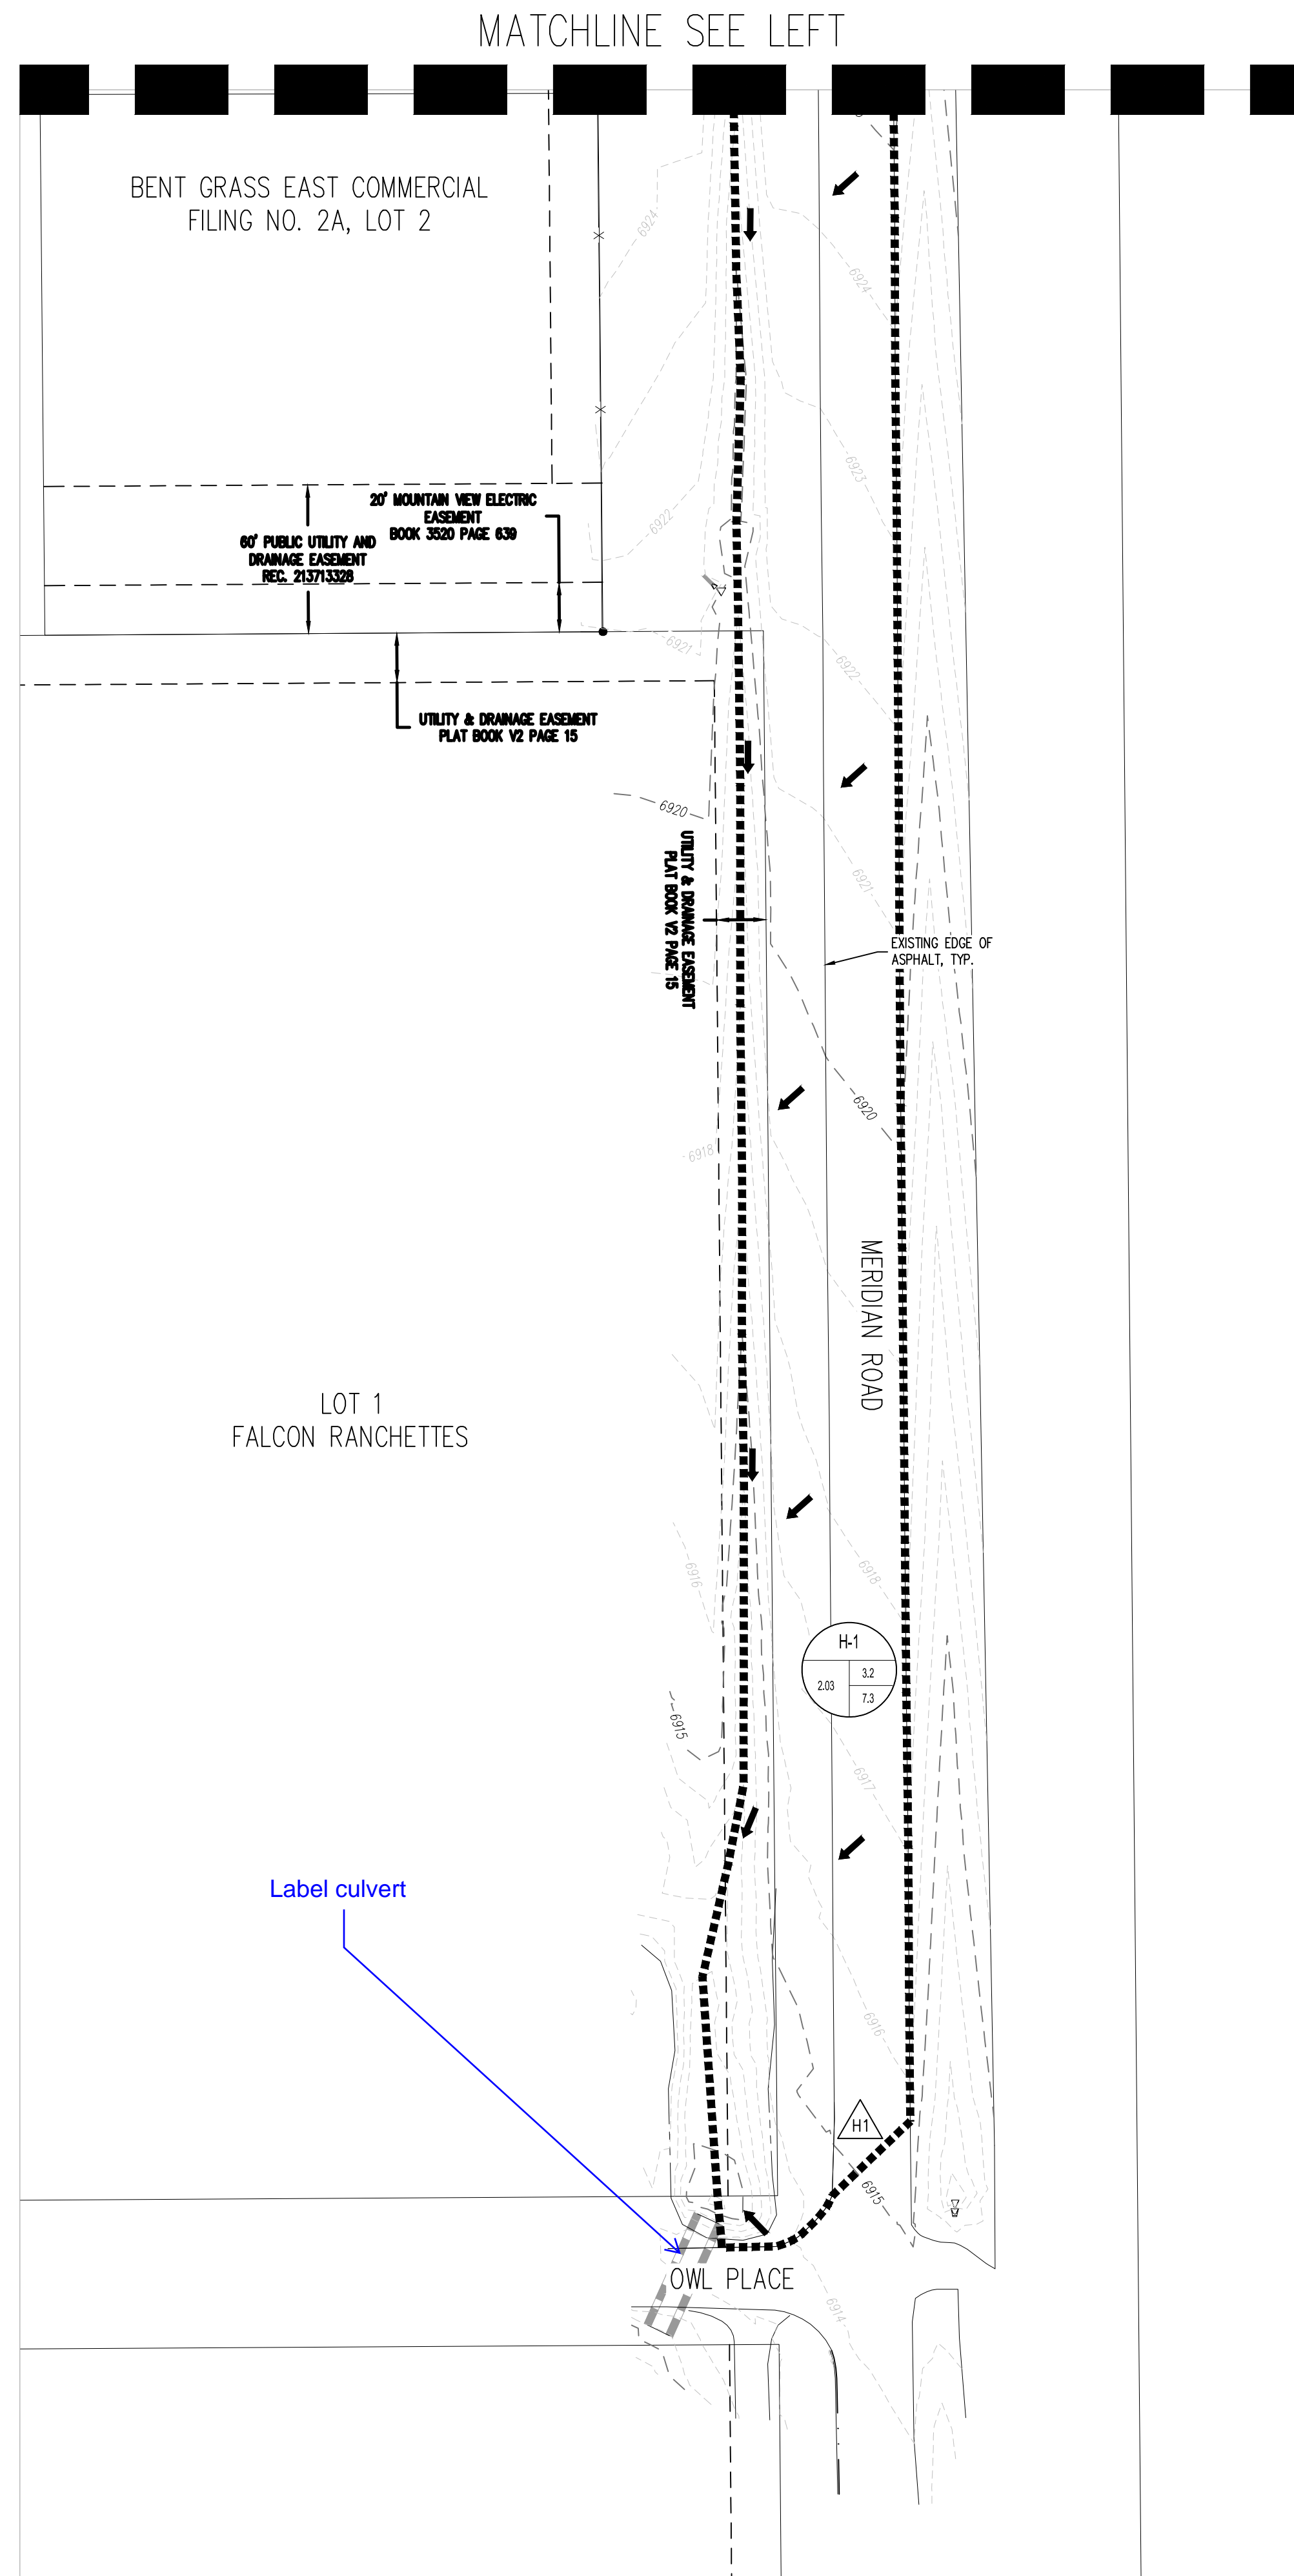 MATCHLINE SEE LEFT
BENT GRASS EAST COMMERCIAL
FILING NO. 2A, LOT 2
6924
6924
6923
20' MOUNTAIN VIEW ELECTRIC
EASEMENT
BOOK 3520 PAGE 639
6922
60' PUBLIC UTILITY AND
DRAINAGE EASEMENT
REC. 213713328
6921
6922
UTILITY & DRAINAGE EASEMENT
PLAT BOOK V2 PAGE 15
6920
UTILITY & DRAINAGE EASEMENT
PLAT BOOK V2 PAGE 15
6921
EXISTING EDGE OF
ASPHALT, TYP.
6920
6918
MERIDIAN ROAD
LOT 1
FALCON RANCHETTES
6916
6918
H-1
2.03
3.2
7.3
6915
6917
Label culvert
6916
H1
6915
OWL PLACE
6914